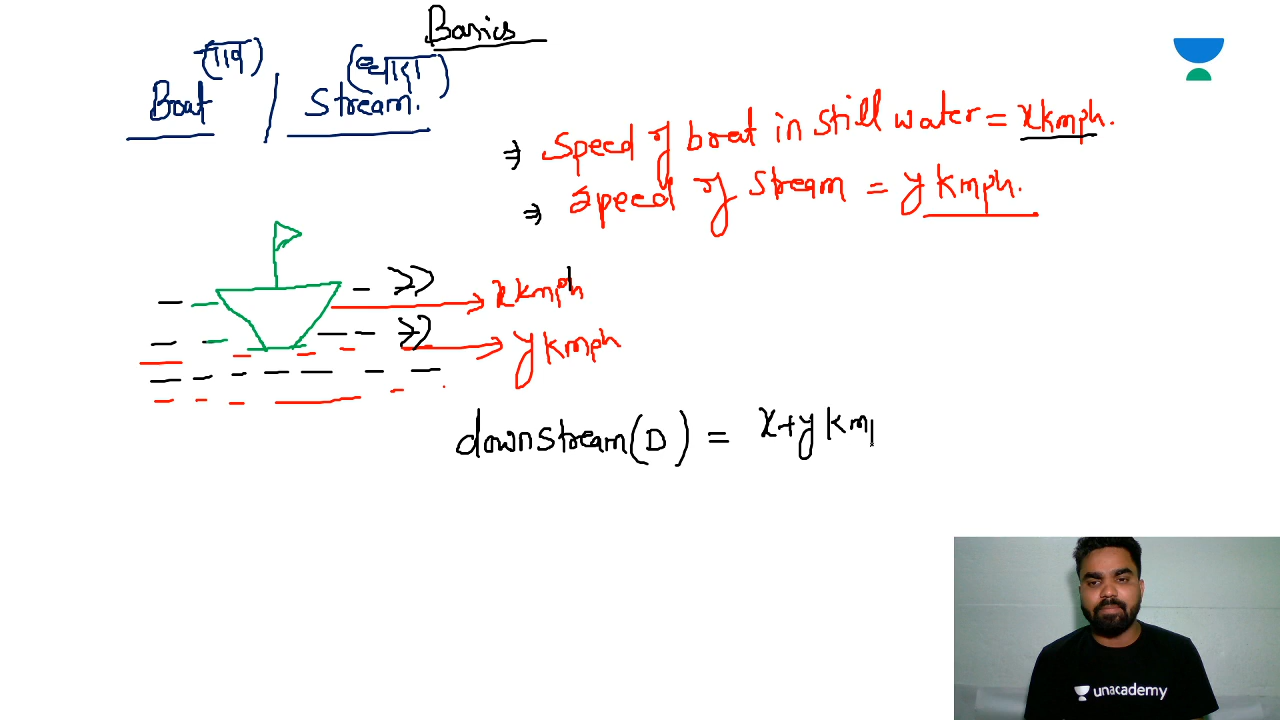 Basics
(नाव)
Boat / Stream.
⇒ Speed of boat in still water = x kmph.
⇒ Speed of stream = y kmph.
x kmph
y kmph
downstream (D) = x+y km
unacademy